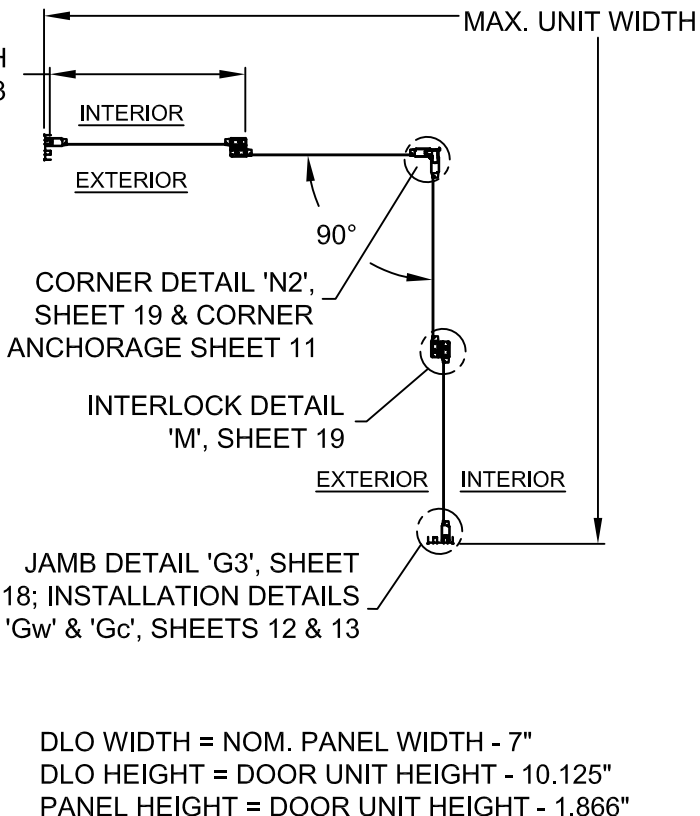 MAX. UNIT WIDTH
H
3
INTERIOR
EXTERIOR
90°
CORNER DETAIL 'N2',
SHEET 19 & CORNER
ANCHORAGE SHEET 11
INTERLOCK DETAIL
'M', SHEET 19
EXTERIOR INTERIOR
JAMB DETAIL 'G3', SHEET
18; INSTALLATION DETAILS
'Gw' & 'Gc', SHEETS 12 & 13
DLO WIDTH = NOM. PANEL WIDTH - 7"
DLO HEIGHT = DOOR UNIT HEIGHT - 10.125"
PANEL HEIGHT = DOOR UNIT HEIGHT - 1.866"